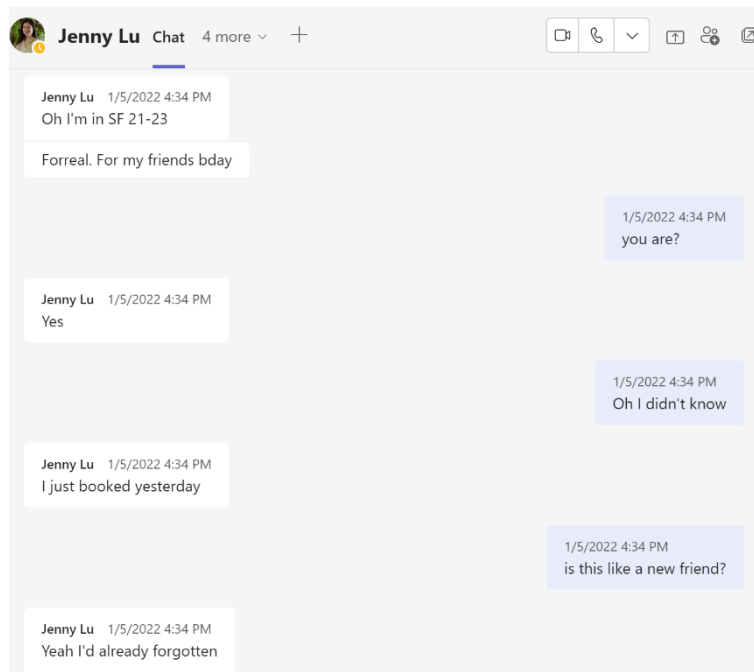 Jenny Lu Chat 4 more
Jenny Lu 1/5/2022 4:34 PM
Oh I'm in SF 21-23
Forreal. For my friends bday
1/5/2022 4:34 PM
you are?
Jenny Lu 1/5/2022 4:34 PM
Yes
1/5/2022 4:34 PM
Oh I didn't know
Jenny Lu 1/5/2022 4:34 PM
I just booked yesterday
1/5/2022 4:34 PM
is this like a new friend?
Jenny Lu 1/5/2022 4:34 PM
Yeah I'd already forgotten